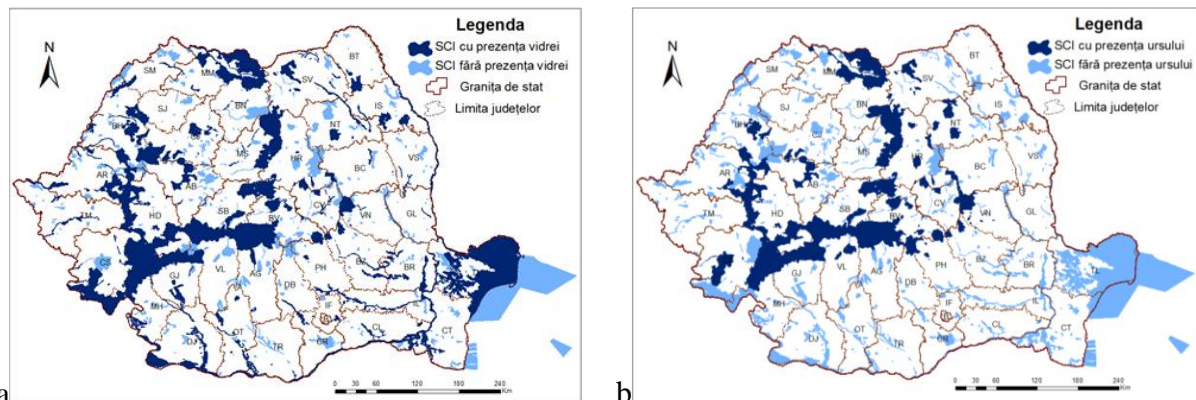 Legenda
SCI cu prezența vidrei
SCI fără prezența vidrei
Granița de stat
Limita județelor
N
BT
SM
MM
SV
SJ
BN
IS
BH
NT
MS
HR
BC
VS
AR
AB
TM
HD
SB
BV
CV
VN
GL
CS
GJ
VL
AG
PH
BR
DB
MH
IF
OT
TR
GR
CL
CT
DJ
0 30 60 120 180 240
Km
a
Legenda
SCI cu prezența ursului
SCI fără prezența ursului
Granița de stat
Limita județelor
N
BT
SM
MM
SV
SJ
BN
IS
BH
NT
CJ
MS
HR
BC
VS
AR
AB
TM
HD
SB
BV
CV
VN
GL
GJ
VL
AG
PH
BZ
BR
TL
DB
MH
IF
IL
OT
TR
GR
CL
CT
DJ
0 30 60 120 180 240
Km
b